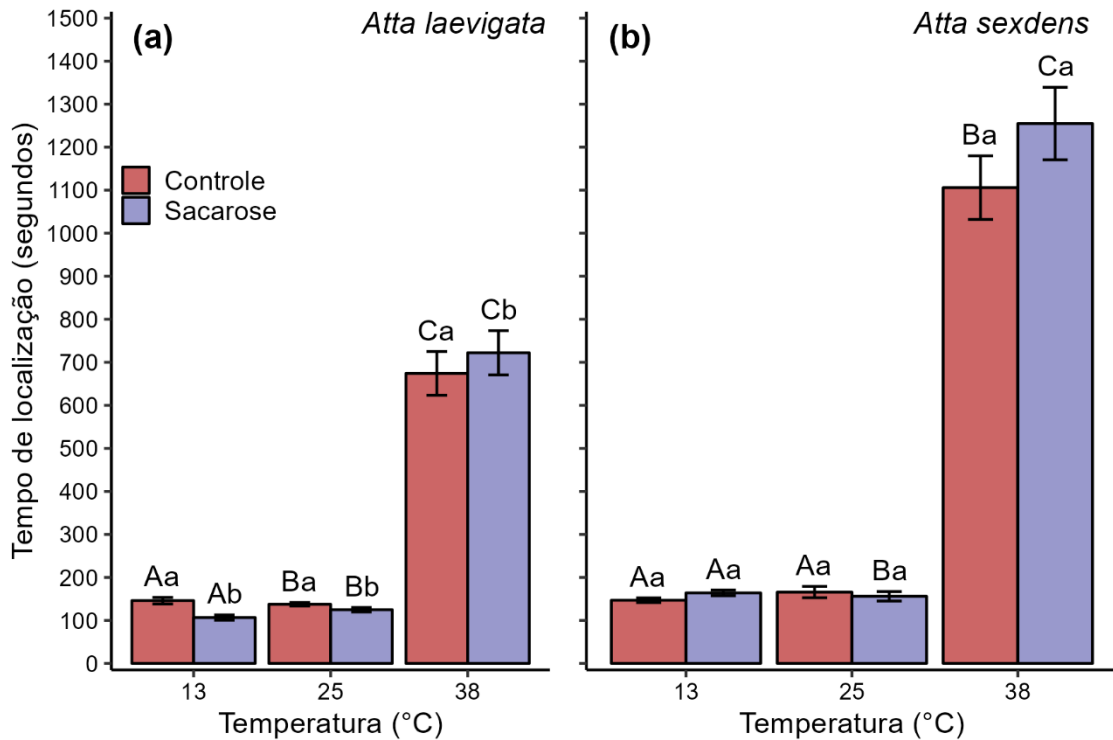 (a) Atta laevigata
(b) Atta sexdens
Tempo de localização (segundos)
1500
1400
1300
1200
1100
1000
900
800
700
600
500
400
300
200
100
0
Controle
Sacarose
Aa Ab Ba Bb Ca Cb
13 25 38
Temperatura (°C)
Aa Aa Aa Ba Ba Ca
13 25 38
Temperatura (°C)